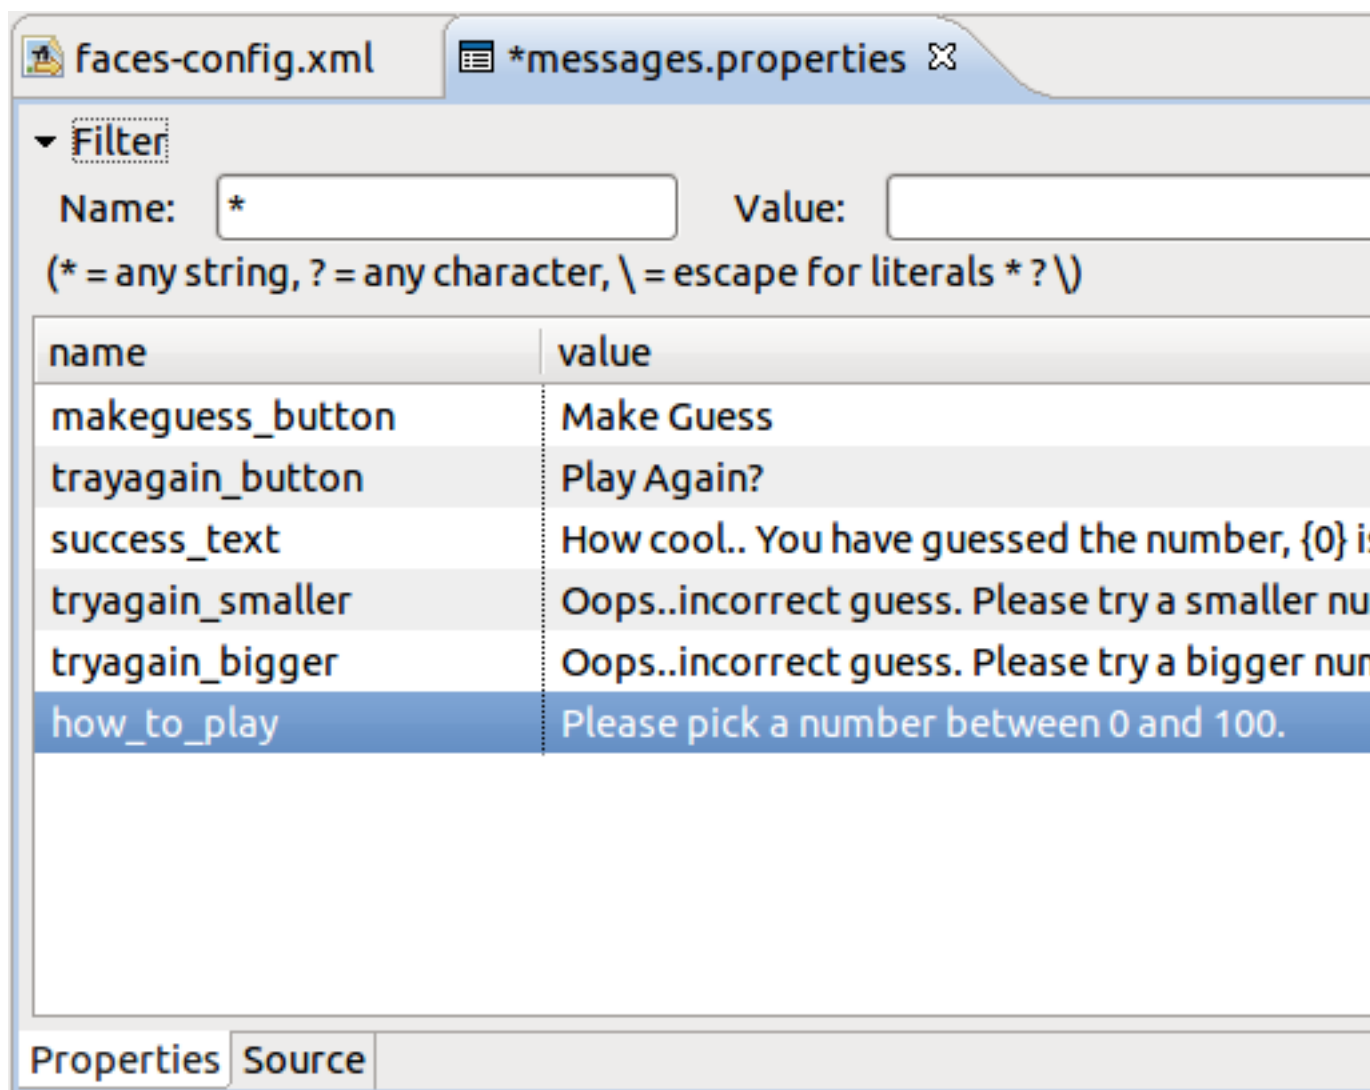 faces-config.xml *messages.properties
Filter
Name: * Value:
(* = any string, ? = any character, \ = escape for literals * ? \)
name value
makeguess_button Make Guess
trayagain_button Play Again?
success_text How cool.. You have guessed the number, {0} is
tryagain_smaller Oops..incorrect guess. Please try a smaller
tryagain_bigger Oops..incorrect guess. Please try a bigger
how_to_play Please pick a number between 0 and 100.
Properties Source